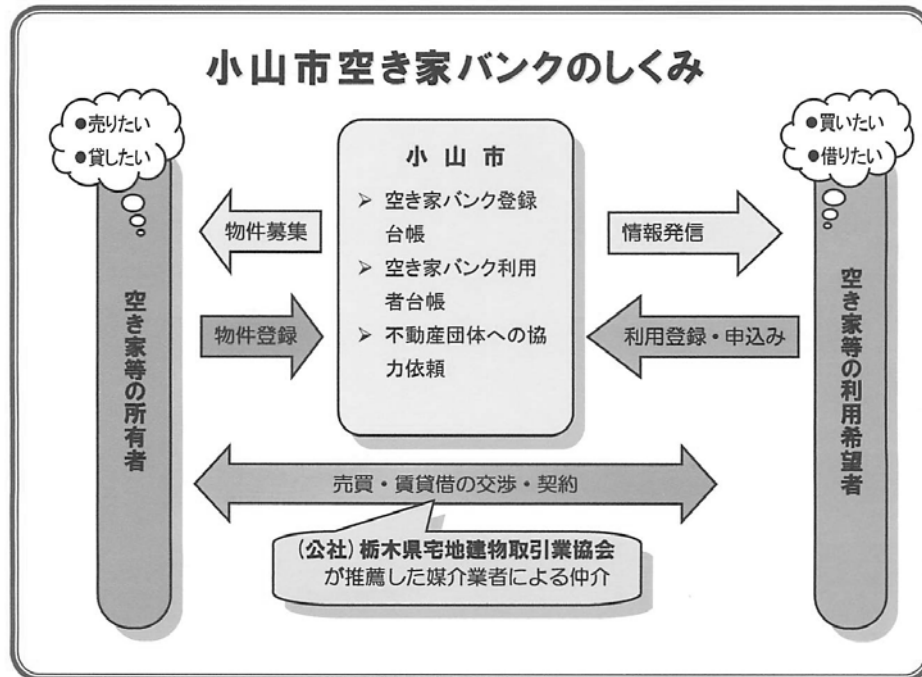 小山市空き家バンクのしくみ
●売りたい
●貸したい
空き家等の所有者
物件募集
物件登録
小山市
➢ 空き家バンク登録
台帳
➢ 空き家バンク利用
者台帳
➢ 不動産団体への協
力依頼
情報発信
利用登録・申込み
●買いたい
●借りたい
空き家等の利用希望者
売買・賃貸借の交渉・契約
(公社)栃木県宅地建物取引業協会
が推薦した媒介業者による仲介